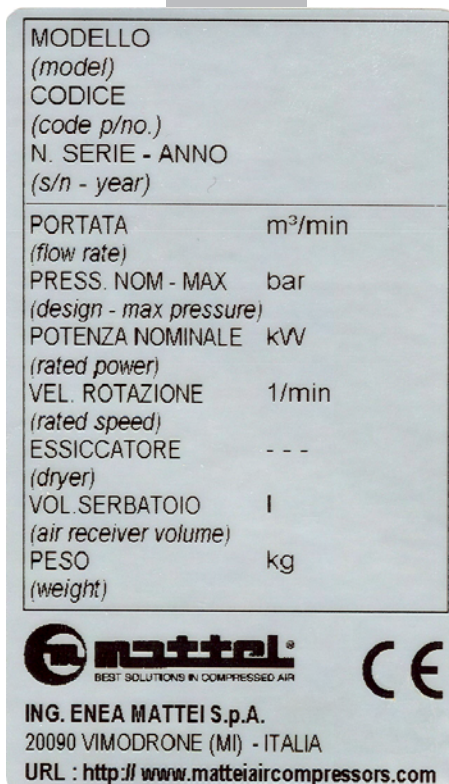 MODELLO
(model)
CODICE
(code p/no.)
N. SERIE - ANNO
(s/n - year)
PORTATA m³/min
(flow rate)
PRESS. NOM - MAX bar
(design - max pressure)
POTENZA NOMINALE kW
(rated power)
VEL. ROTAZIONE 1/min
(rated speed)
ESSICCATORE - - -
(dryer)
VOL.SERBATOIO l
(air receiver volume)
PESO kg
(weight)
mattei®
BEST SOLUTIONS IN COMPRESSED AIR
CE
ING. ENEA MATTEI S.p.A.
20090 VIMODRONE (MI) - ITALIA
URL : http:// www.matteiaircompressors.com